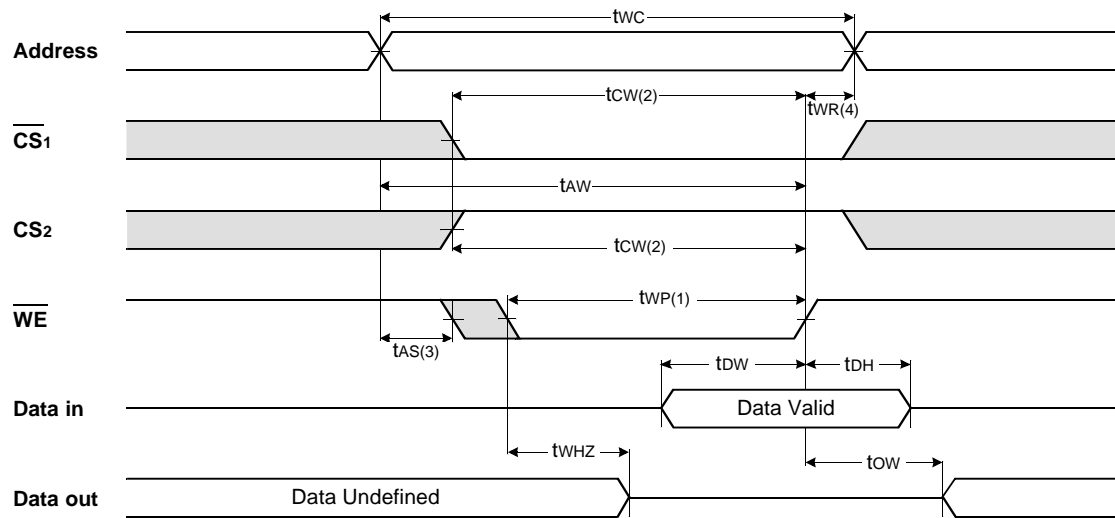 tWC
Address
tCW(2)
tWR(4)
CS1
tAW
CS2
tCW(2)
tWP(1)
WE
tAS(3)
tDW
tDH
Data in
Data Valid
tWHZ
tOW
Data out
Data Undefined